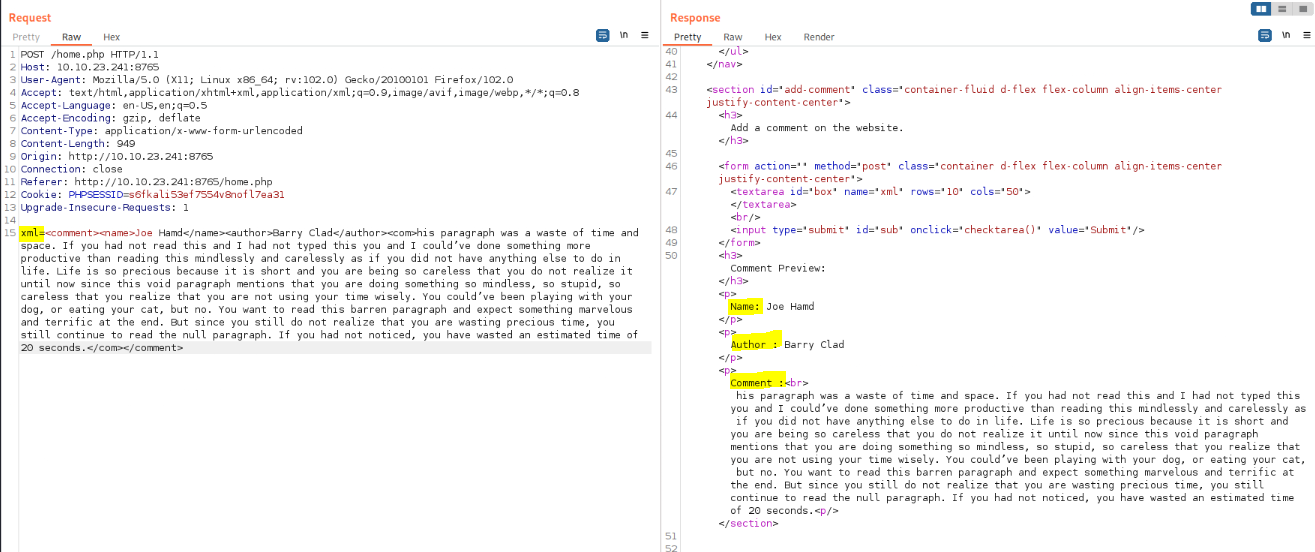 Request
Pretty Raw Hex
\n
1 POST /home.php HTTP/1.1
2 Host: 10.10.23.241:8765
3 User-Agent: Mozilla/5.0 (X11; Linux x86_64; rv:102.0) Gecko/20100101 Firefox/102.0
4 Accept: text/html,application/xhtml+xml,application/xml;q=0.9,image/avif,image/webp,*/*;q=0.8
5 Accept-Language: en-US,en;q=0.5
6 Accept-Encoding: gzip, deflate
7 Content-Type: application/x-www-form-urlencoded
8 Content-Length: 949
9 Origin: http://10.10.23.241:8765
10 Connection: close
11 Referer: http://10.10.23.241:8765/home.php
12 Cookie: PHPSESSID=s6fkali53ef7554v8nofl7ea31
13 Upgrade-Insecure-Requests: 1
14
15 xml=<comment><name>Joe Hamd</name><author>Barry Clad</author><com>his paragraph was a waste of time and
space. If you had not read this and I had not typed this you and I could’ve done something more
productive than reading this mindlessly and carelessly as if you did not have anything else to do in
life. Life is so precious because it is short and you are being so careless that you do not realize it
until now since this void paragraph mentions that you are doing something so mindless, so stupid, so
careless that you realize that you are not using your time wisely. You could’ve been playing with your
dog, or eating your cat, but no. You want to read this barren paragraph and expect something marvelous
and terrific at the end. But since you still do not realize that you are wasting precious time, you
still continue to read the null paragraph. If you had not noticed, you have wasted an estimated time of
20 seconds.</com></comment>
Response
Pretty Raw Hex Render
\n
40 </ul>
41 </nav>
42
43 <section id="add-comment" class="container-fluid d-flex flex-column align-items-center
justify-content-center">
44 <h3>
Add a comment on the website.
</h3>
45
46 <form action="" method="post" class="container d-flex flex-column align-items-center
justify-content-center">
47 <textarea id="box" name="xml" rows="10" cols="50">
</textarea>
<br/>
48 <input type="submit" id="sub" onclick="checktarea()" value="Submit"/>
49 </form>
50 <h3>
Comment Preview:
</h3>
<p>
Name: Joe Hamd
</p>
<p>
Author : Barry Clad
</p>
<p>
Comment :<br>
his paragraph was a waste of time and space. If you had not read this and I had not typed this
you and I could’ve done something more productive than reading this mindlessly and carelessly as
if you did not have anything else to do in life. Life is so precious because it is short and
you are being so careless that you do not realize it until now since this void paragraph
mentions that you are doing something so mindless, so stupid, so careless that you realize that
you are not using your time wisely. You could’ve been playing with your dog, or eating your cat,
but no. You want to read this barren paragraph and expect something marvelous and terrific at
the end. But since you still do not realize that you are wasting precious time, you still
continue to read the null paragraph. If you had not noticed, you have wasted an estimated time
of 20 seconds.<p/>
</section>
51
52